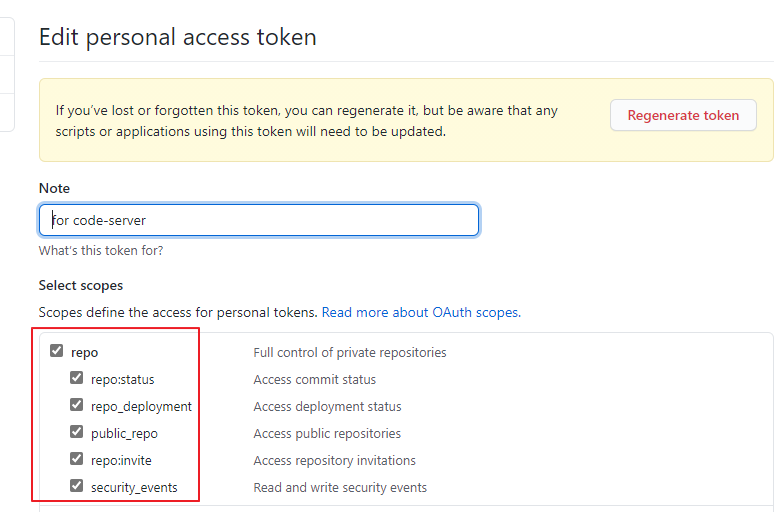 Edit personal access token
If you've lost or forgotten this token, you can regenerate it, but be aware that any
scripts or applications using this token will need to be updated.
Regenerate token
Note
for code-server
What's this token for?
Select scopes
Scopes define the access for personal tokens. Read more about OAuth scopes.
repo Full control of private repositories
repo:status Access commit status
repo_deployment Access deployment status
public_repo Access public repositories
repo:invite Access repository invitations
security_events Read and write security events